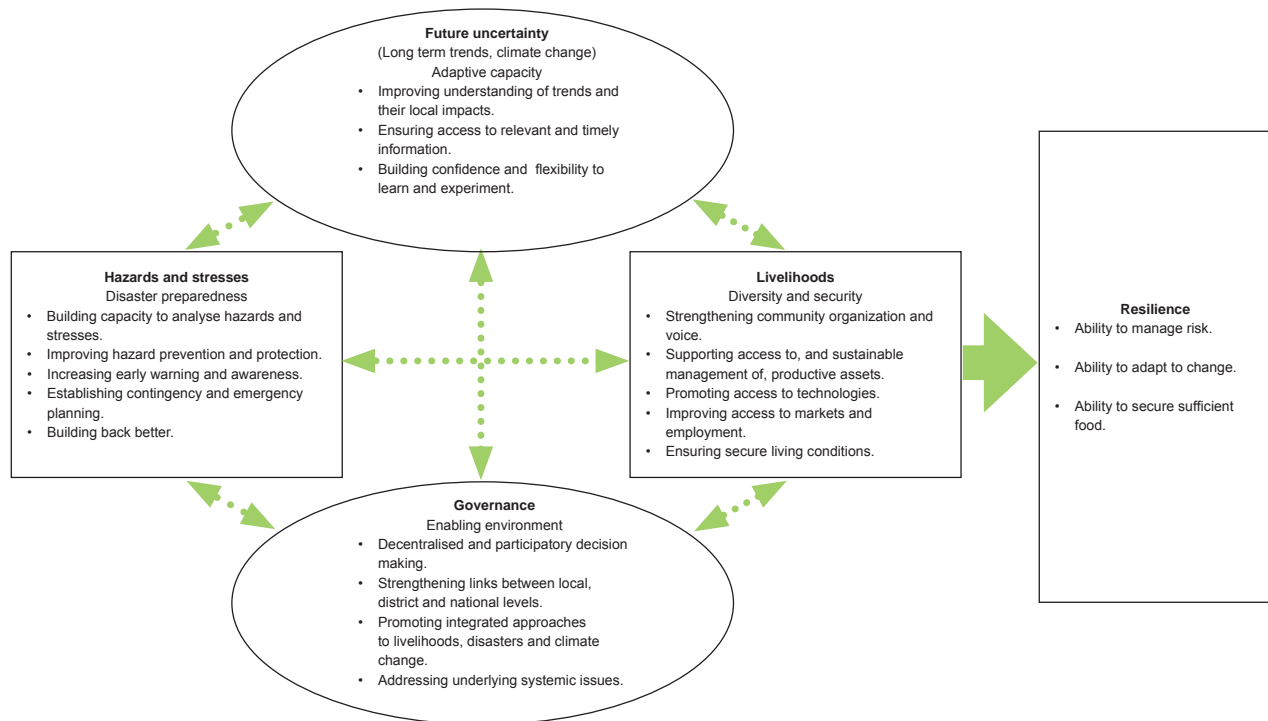 Future uncertainty
(Long term trends, climate change)
Adaptive capacity
• Improving understanding of trends and
their local impacts.
• Ensuring access to relevant and timely
information.
• Building confidence and flexibility to
learn and experiment.
Hazards and stresses
Disaster preparedness
• Building capacity to analyse hazards and
stresses.
• Improving hazard prevention and protection.
• Increasing early warning and awareness.
• Establishing contingency and emergency
planning.
• Building back better.
Livelihoods
Diversity and security
• Strengthening community organization and
voice.
• Supporting access to, and sustainable
management of, productive assets.
• Promoting access to technologies.
• Improving access to markets and
employment.
• Ensuring secure living conditions.
Resilience
• Ability to manage risk.
• Ability to adapt to change.
• Ability to secure sufficient
food.
Governance
Enabling environment
• Decentralised and participatory decision
making.
• Strengthening links between local,
district and national levels.
• Promoting integrated approaches
to livelihoods, disasters and climate
change.
• Addressing underlying systemic issues.